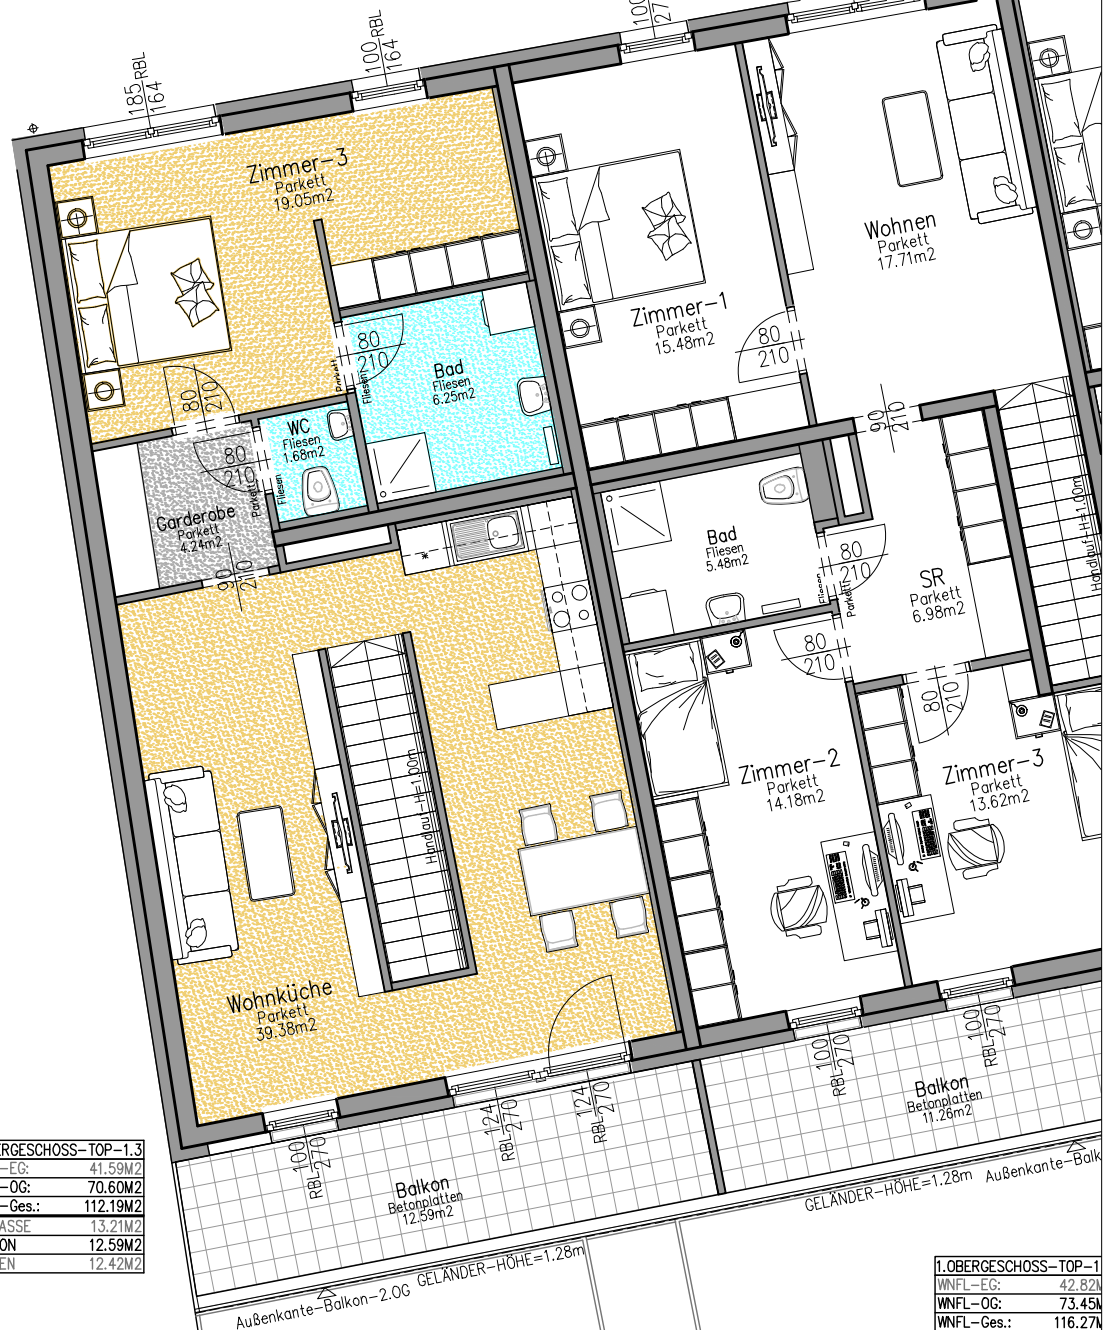 185 RBL
164
100 RBL
164
100
27
Zimmer-3
Parkett
19.05m2
Zimmer-1
Parkett
15.48m2
Wohnen
Parkett
17.71m2
80
210
80
210
80
210
Bad
Fliesen
6.25m2
Parkett
Fliesen
WC
Fliesen
1.68m2
80
210
Parkett
Fliesen
Garderobe
Parkett
4.24m2
90
210
90
210
Bad
Fliesen
5.48m2
80
210
Fliesen
Parkett
SR
Parkett
6.98m2
Handlauf-H=1.00m
80
210
80
210
Zimmer-2
Parkett
14.18m2
Zimmer-3
Parkett
13.62m2
Handlauf-H=1.00m
Wohnküche
Parkett
39.38m2
100
RBL 270
124
RBL 270
124
RBL 270
100
RBL 270
100
RBL 270
Balkon
Betonplatten
12.59m2
Balkon
Betonplatten
11.26m2
GELÄNDER-HÖHE=1.28m
Außenkante-Balk
GELÄNDER-HÖHE=1.28m
Außenkante-Balkon-2.OG
ERGESCHOSS-TOP-1.3
-EG: 41.59M2
-OG: 70.60M2
-Ges.: 112.19M2
ASSE 13.21M2
ON 12.59M2
EN 12.42M2
1.OBERGESCHOSS-TOP-1
WNFL-EG: 42.82M
WNFL-OG: 73.45M
WNFL-Ges.: 116.27M